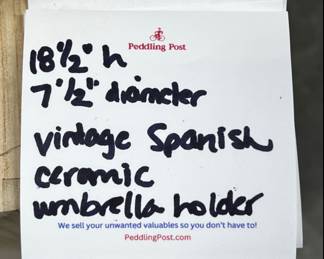 Peddling Post
18½" h
7½" diameter
vintage Spanish
ceramic
umbrella holder
We sell your unwanted valuables so you don't have to!
PeddlingPost.com